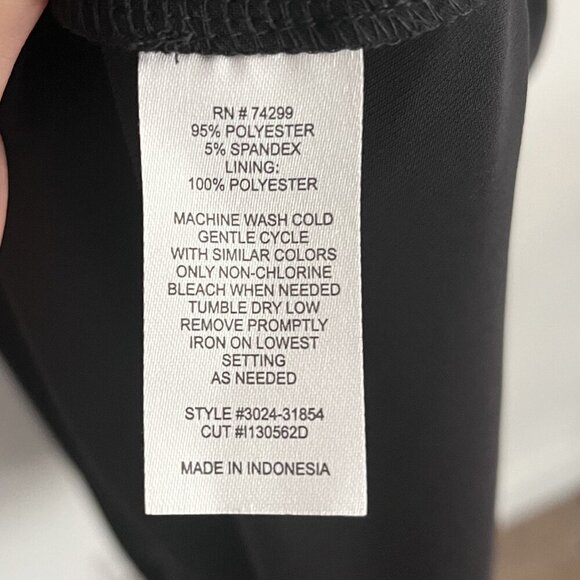 RN # 74299
95% POLYESTER
5% SPANDEX
LINING:
100% POLYESTER
MACHINE WASH COLD
GENTLE CYCLE
WITH SIMILAR COLORS
ONLY NON-CHLORINE
BLEACH WHEN NEEDED
TUMBLE DRY LOW
REMOVE PROMPTLY
IRON ON LOWEST
SETTING
AS NEEDED
STYLE #3024-31854
CUT #I130562D
MADE IN INDONESIA